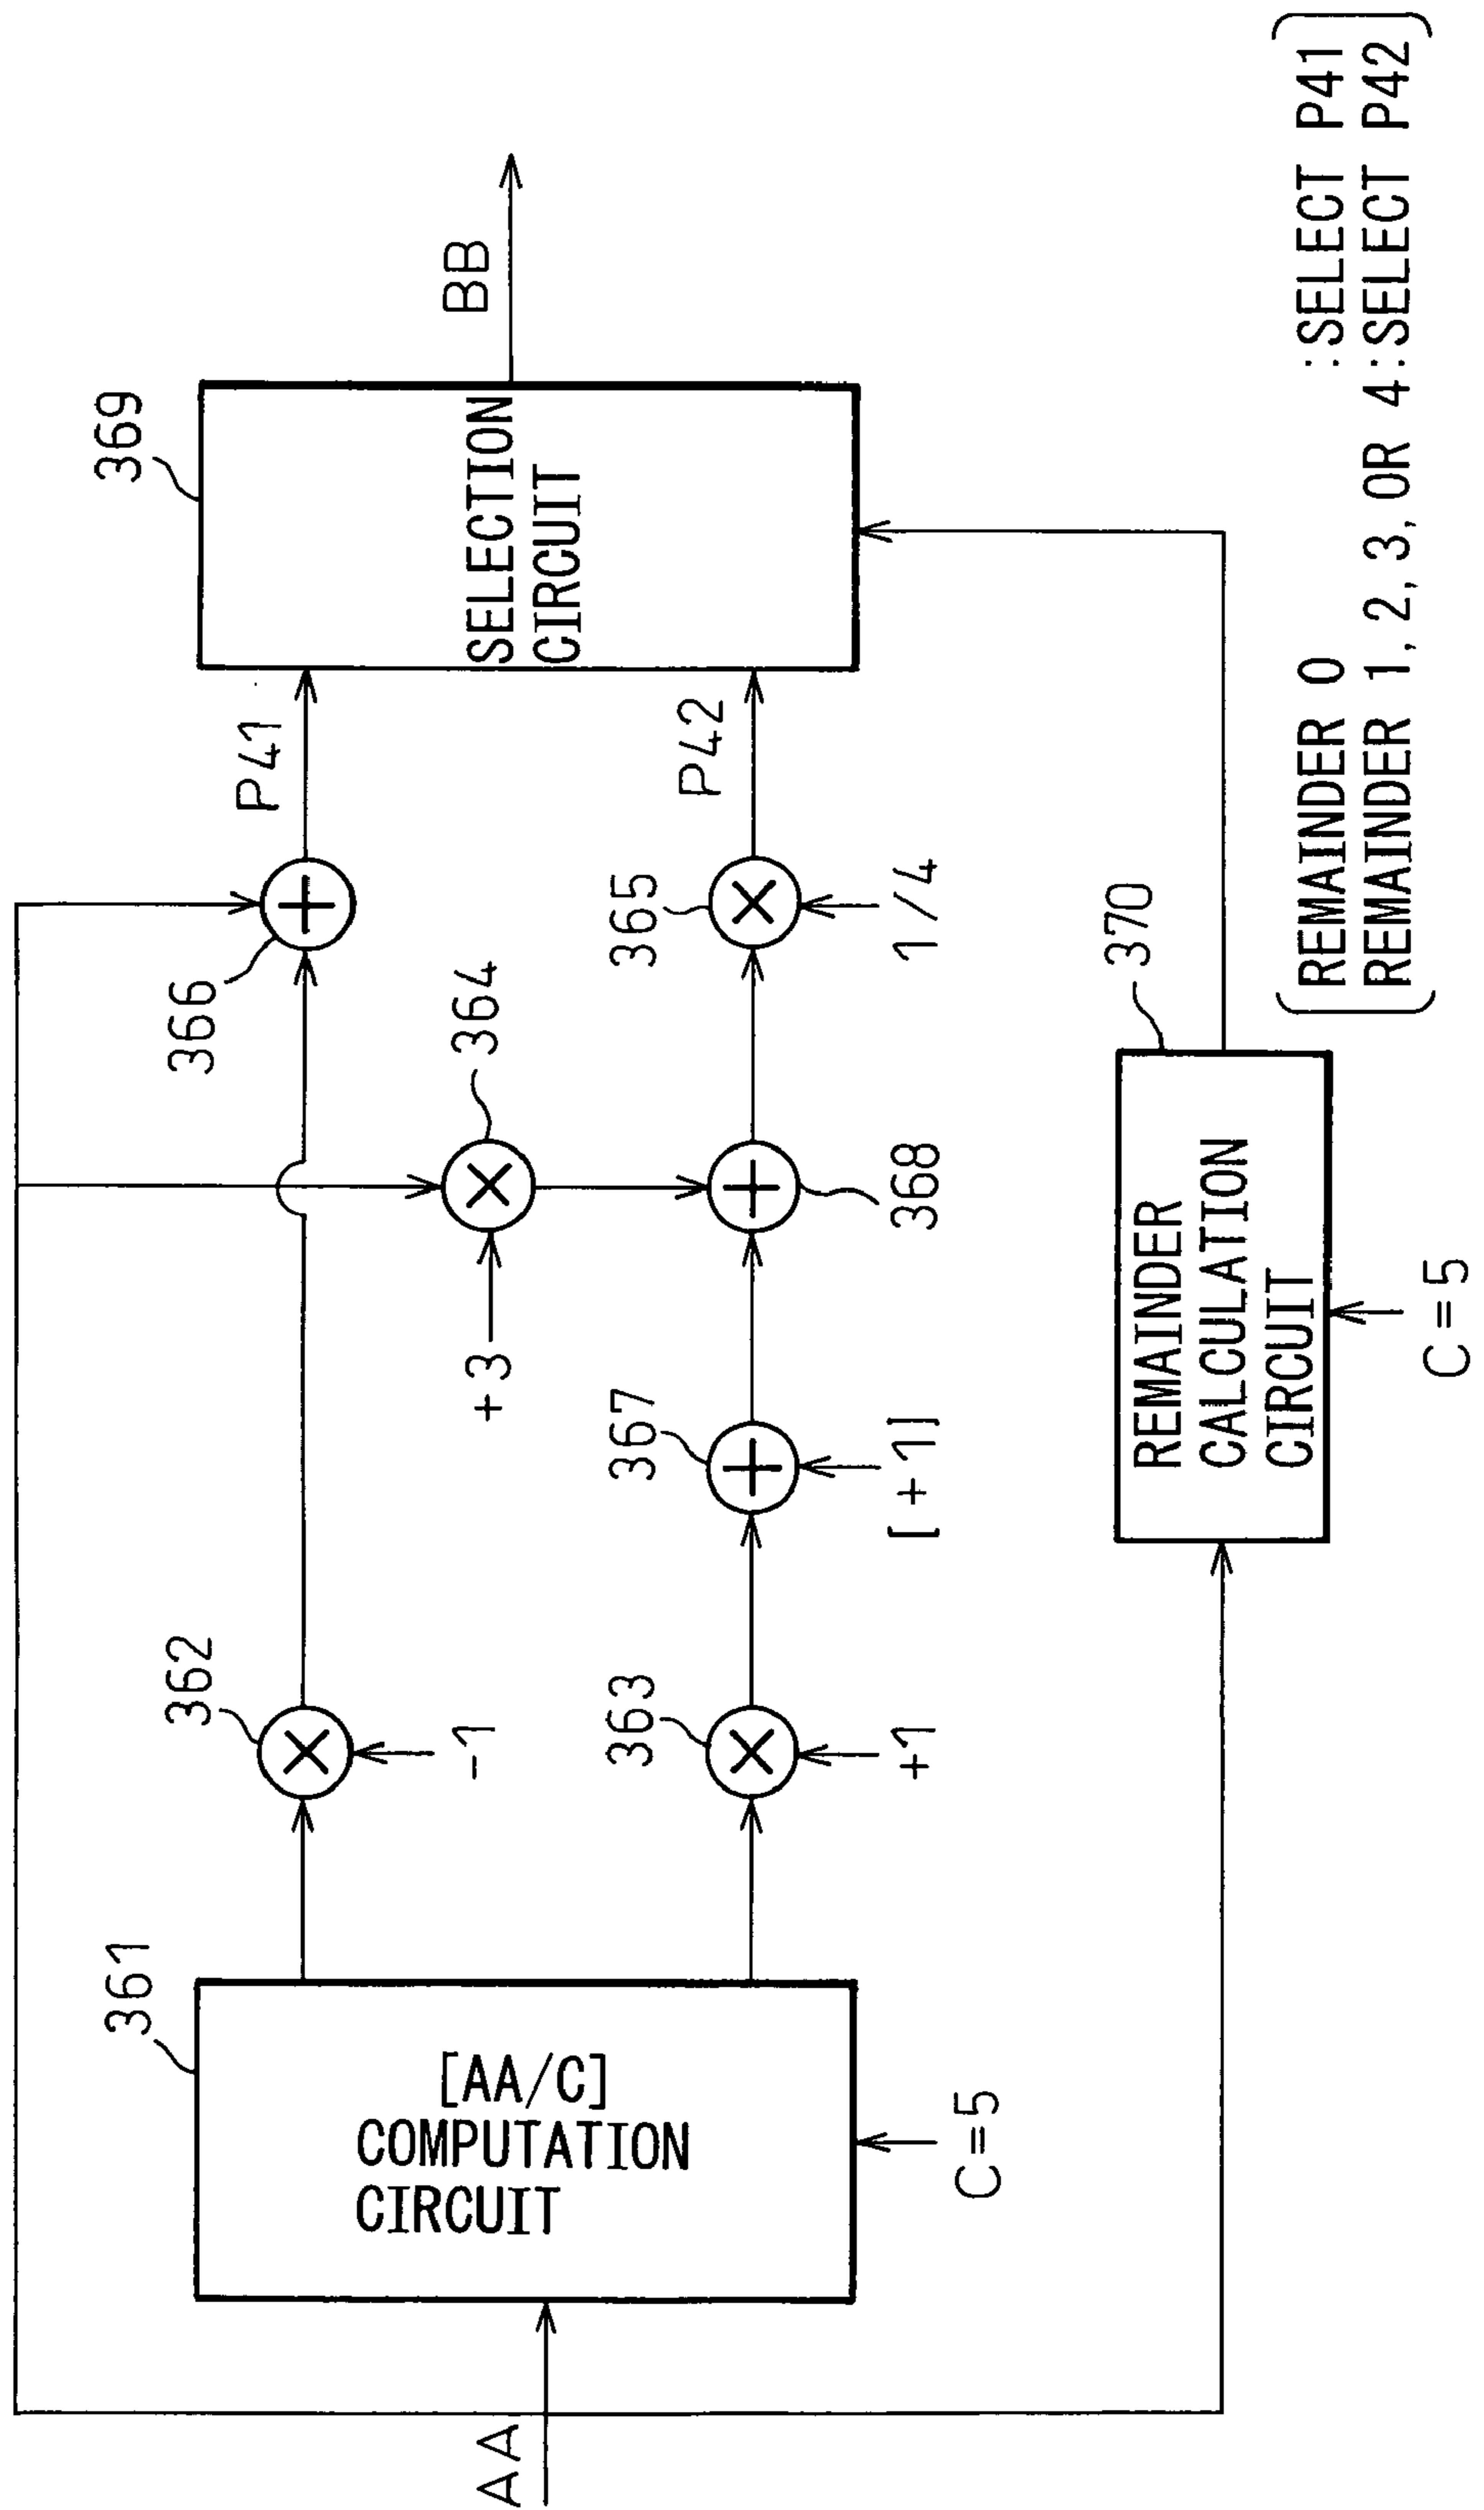 AA
361
[AA/C]
COMPUTATION
CIRCUIT
C=5
362
-1
363
+1
367
[+1]
+3
364
368
366
365
1/4
P41
P42
369
SELECTION
CIRCUIT
BB
370
REMAINDER
CALCULATION
CIRCUIT
C=5
REMAINDER 0 :SELECT P41
REMAINDER 1, 2, 3, OR 4:SELECT P42